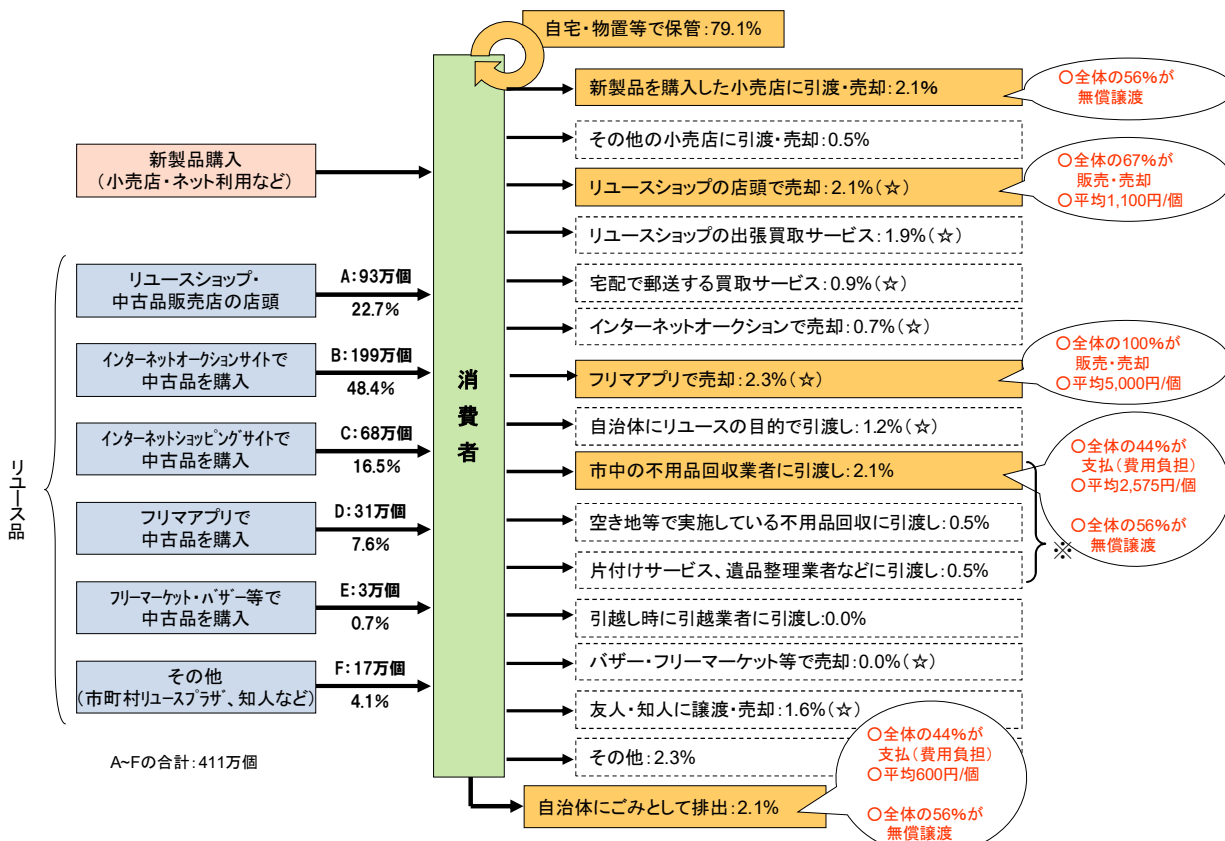 自宅・物置等で保管:79.1%
新製品を購入した小売店に引渡・売却:2.1%
○全体の56%が
無償譲渡
その他の小売店に引渡・売却:0.5%
新製品購入
(小売店・ネット利用など)
リユースショップの店頭で売却:2.1%(☆)
○全体の67%が
販売・売却
○平均1,100円/個
リユースショップの出張買取サービス:1.9%(☆)
リユースショップ・
中古品販売店の店頭
A:93万個
22.7%
宅配で郵送する買取サービス:0.9%(☆)
インターネットオークションで売却:0.7%(☆)
インターネットオークションサイトで
中古品を購入
B:199万個
48.4%
消費者
フリマアプリで売却:2.3%(☆)
○全体の100%が
販売・売却
○平均5,000円/個
自治体にリユースの目的で引渡し:1.2%(☆)
リユース品
インターネットショッピングサイトで
中古品を購入
C:68万個
16.5%
市中の不用品回収業者に引渡し:2.1%
○全体の44%が
支払(費用負担)
○平均2,575円/個
○全体の56%が
無償譲渡
フリマアプリで
中古品を購入
D:31万個
7.6%
空き地等で実施している不用品回収に引渡し:0.5%
※
片付けサービス、遺品整理業者などに引渡し:0.5%
フリーマーケット・バザー等で
中古品を購入
E:3万個
0.7%
引越し時に引越業者に引渡し:0.0%
バザー・フリーマーケット等で売却:0.0%(☆)
その他
(市町村リユースプラザ、知人など)
F:17万個
4.1%
友人・知人に譲渡・売却:1.6%(☆)
その他:2.3%
A~Fの合計:411万個
自治体にごみとして排出:2.1%
○全体の44%が
支払(費用負担)
○平均600円/個
○全体の56%が
無償譲渡